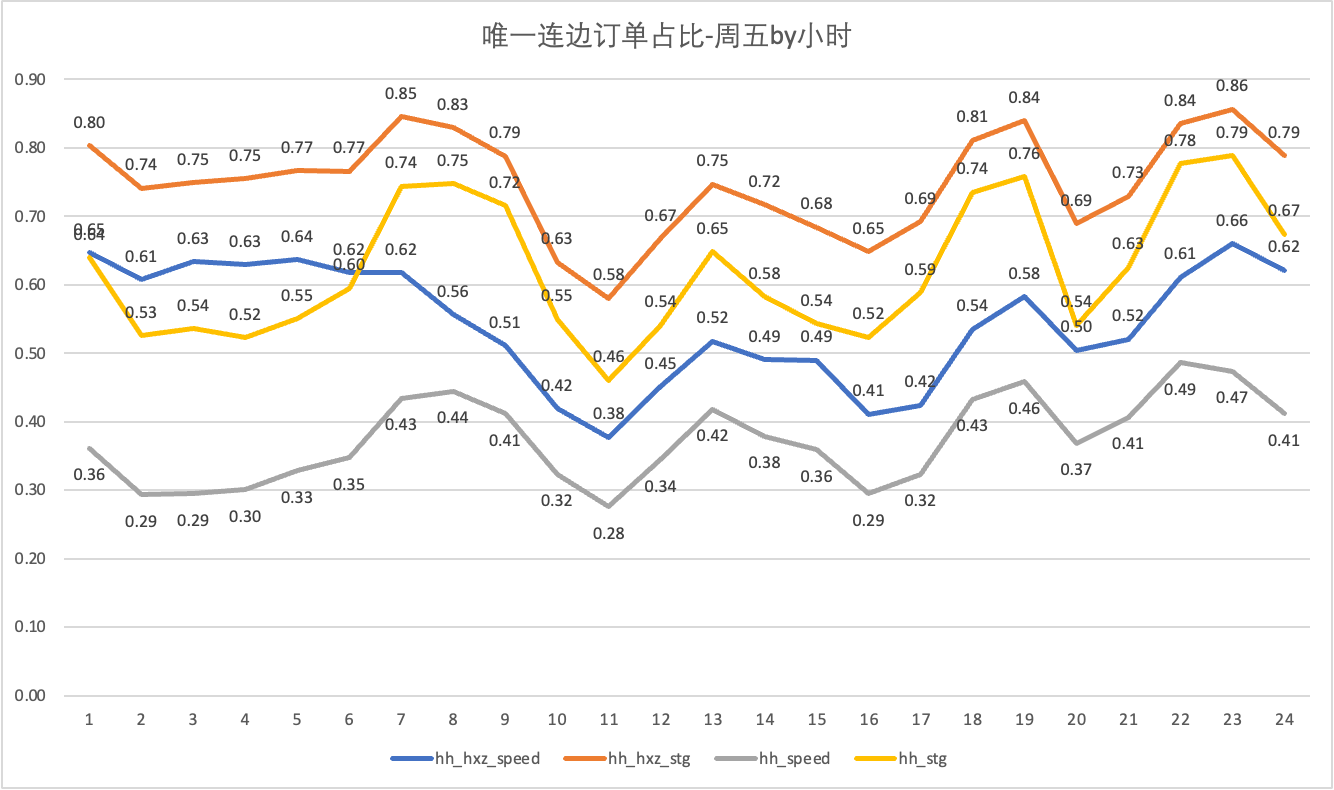 唯一连边订单占比-周五by小时
0.90
0.80
0.70
0.60
0.50
0.40
0.30
0.20
0.10
0.00
0.80 0.74 0.75 0.75 0.77 0.77 0.85 0.83 0.79 0.63 0.58 0.67 0.75 0.72 0.68 0.65 0.69 0.81 0.84 0.69 0.73 0.84 0.86 0.79
0.64 0.53 0.54 0.52 0.55 0.60 0.74 0.75 0.72 0.55 0.46 0.54 0.65 0.58 0.54 0.52 0.59 0.74 0.76 0.54 0.63 0.78 0.79 0.67
0.65 0.61 0.63 0.63 0.64 0.62 0.62 0.56 0.51 0.42 0.38 0.45 0.52 0.49 0.49 0.41 0.42 0.54 0.58 0.50 0.52 0.61 0.66 0.62
0.36 0.29 0.29 0.30 0.33 0.35 0.43 0.44 0.41 0.32 0.28 0.34 0.42 0.38 0.36 0.29 0.32 0.43 0.46 0.37 0.41 0.49 0.47 0.41
1 2 3 4 5 6 7 8 9 10 11 12 13 14 15 16 17 18 19 20 21 22 23 24
hh_hxz_speed hh_hxz_stg hh_speed hh_stg